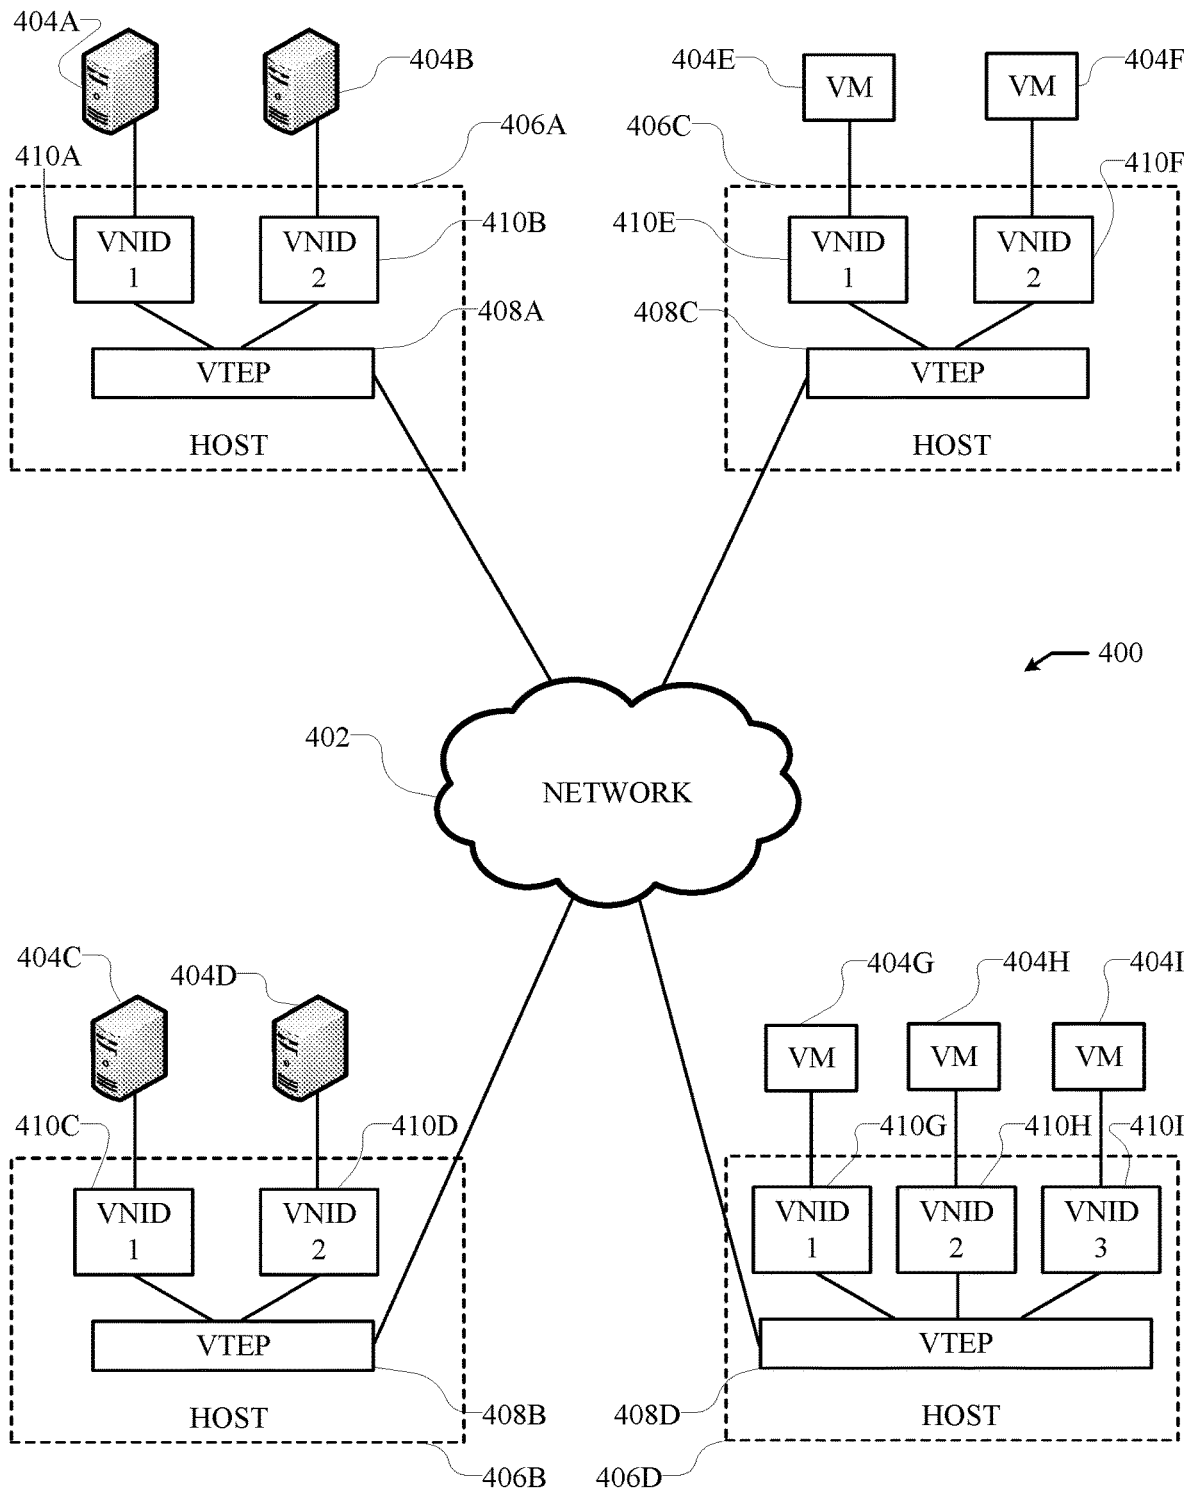 404A
404B
404E
VM
VM
404F
406A
406C
410A
410F
VNID
1
VNID
2
410B
410E
VNID
1
VNID
2
408A
408C
VTEP
VTEP
HOST
HOST
400
402
NETWORK
404C
404D
404G
404H
404I
VM
VM
VM
410C
410D
410G
410H
410I
VNID
1
VNID
2
VNID
1
VNID
2
VNID
3
VTEP
VTEP
408B
408D
HOST
HOST
406B
406D